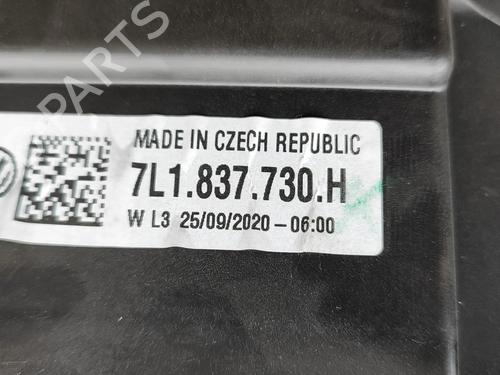 PARTS
MADE IN CZECH REPUBLIC
7L1.837.730.H
W L3 25/09/2020-06:00